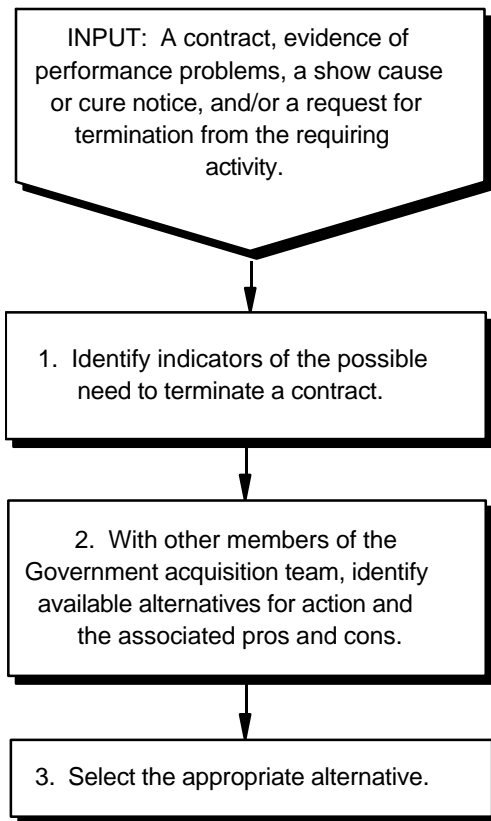 INPUT:  A contract, evidence of
performance problems, a show cause
or cure notice, and/or a request for
termination from the requiring
activity.
1.  Identify indicators of the possible
need to terminate a contract.
2.  With other members of the
Government acquisition team, identify
available alternatives for action and
the associated pros and cons.
3.  Select the appropriate alternative.